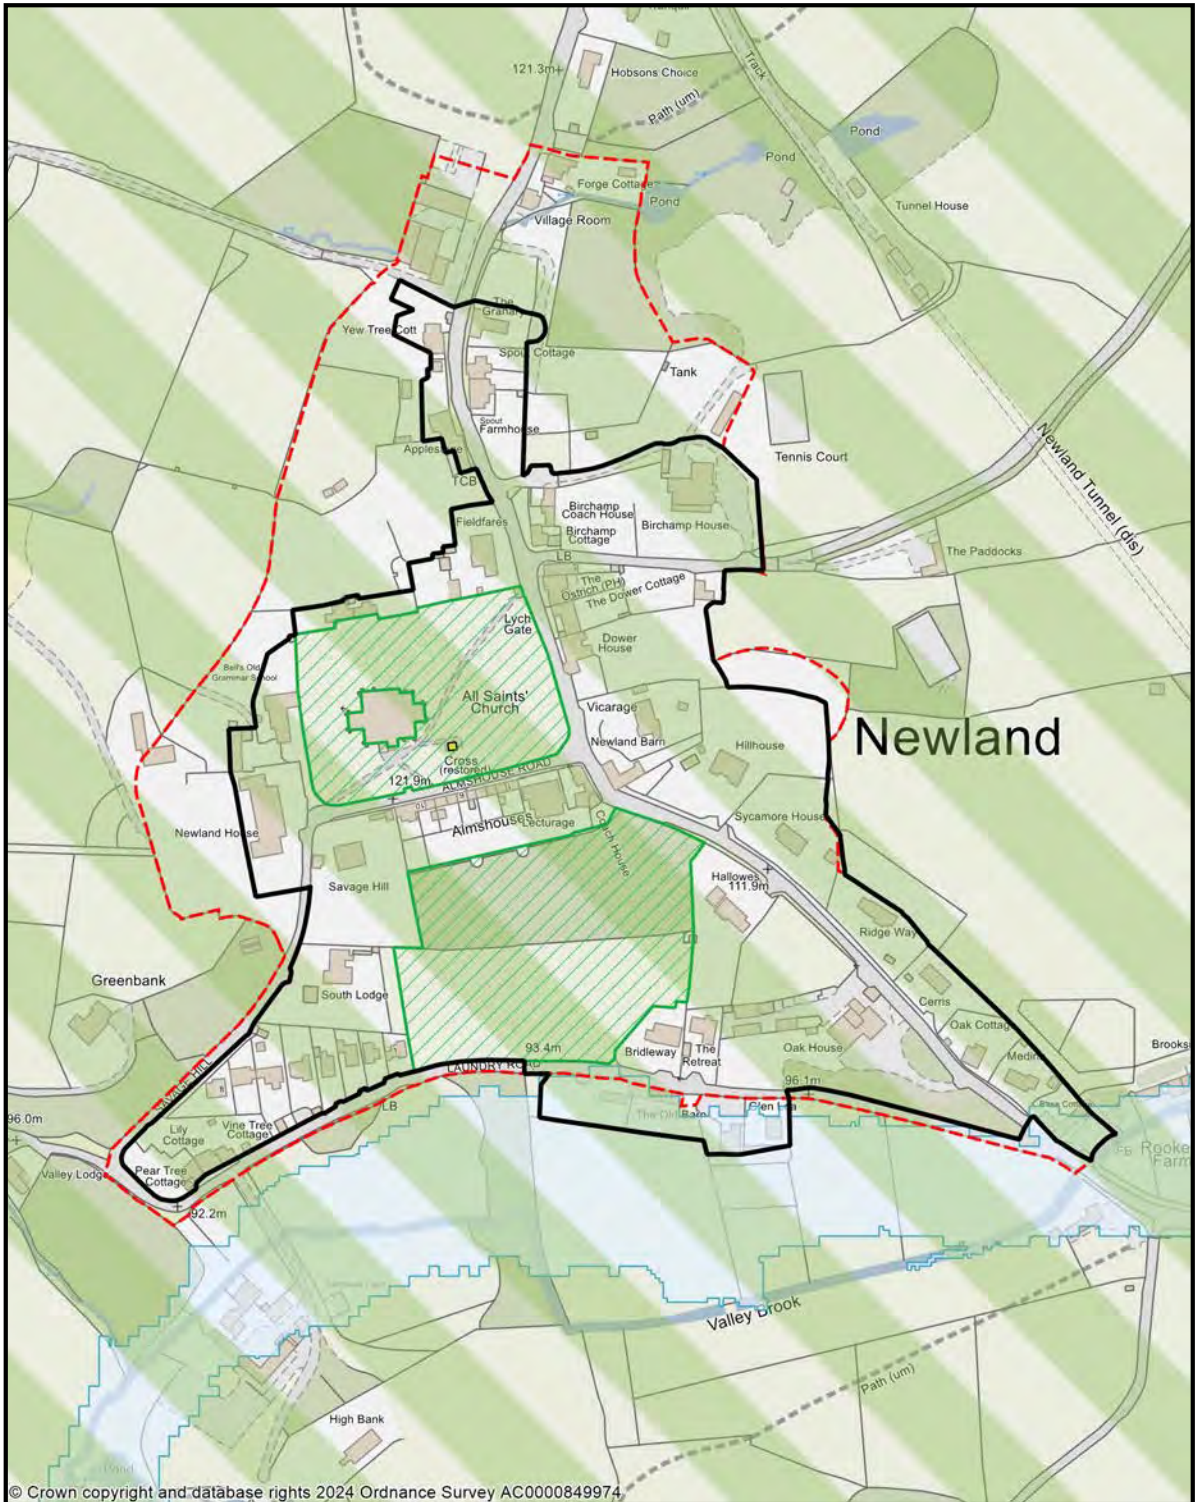 121.3m+
Hobsons Choice
Track
Path (um)
Pond
Pond
Forge Cottage
Pond
Tunnel House
Village Room
The
Granary
Yew Tree Cott
Spout Cottage
Tank
Spout
Farmhouse
Tennis Court
Newland Tunnel (dis)
TCB
Birchamp
Coach House
Birchamp House
Fieldfares
Birchamp
Cottage
LB
The Paddocks
The
Ostrich (PH)
The Dower Cottage
Lych
Gate
Dower
House
Bell's Old
Grammar School
All Saints'
Church
Vicarage
Newland Barn
Hillhouse
Newland
Cross
(restored)
121.9m
ALMSHOUSE ROAD
Sycamore House
Newland House
Almshouses
Lecturage
Coach House
Savage Hill
Hallowes
111.9m
Ridge Way
Greenbank
South Lodge
Cerris
Oak Cottage
Bridleway
The
Retreat
93.4m
Oak House
LAUNDRY ROAD
96.1m
SAVAGE HILL
LB
96.0m
Lily
Cottage
Vine Tree
Cottage
Valley Lodge
Pear Tree
Cottage
92.2m
FB
Valley Brook
Path (um)
High Bank
Pond
© Crown copyright and database rights 2024 Ordnance Survey AC0000849974